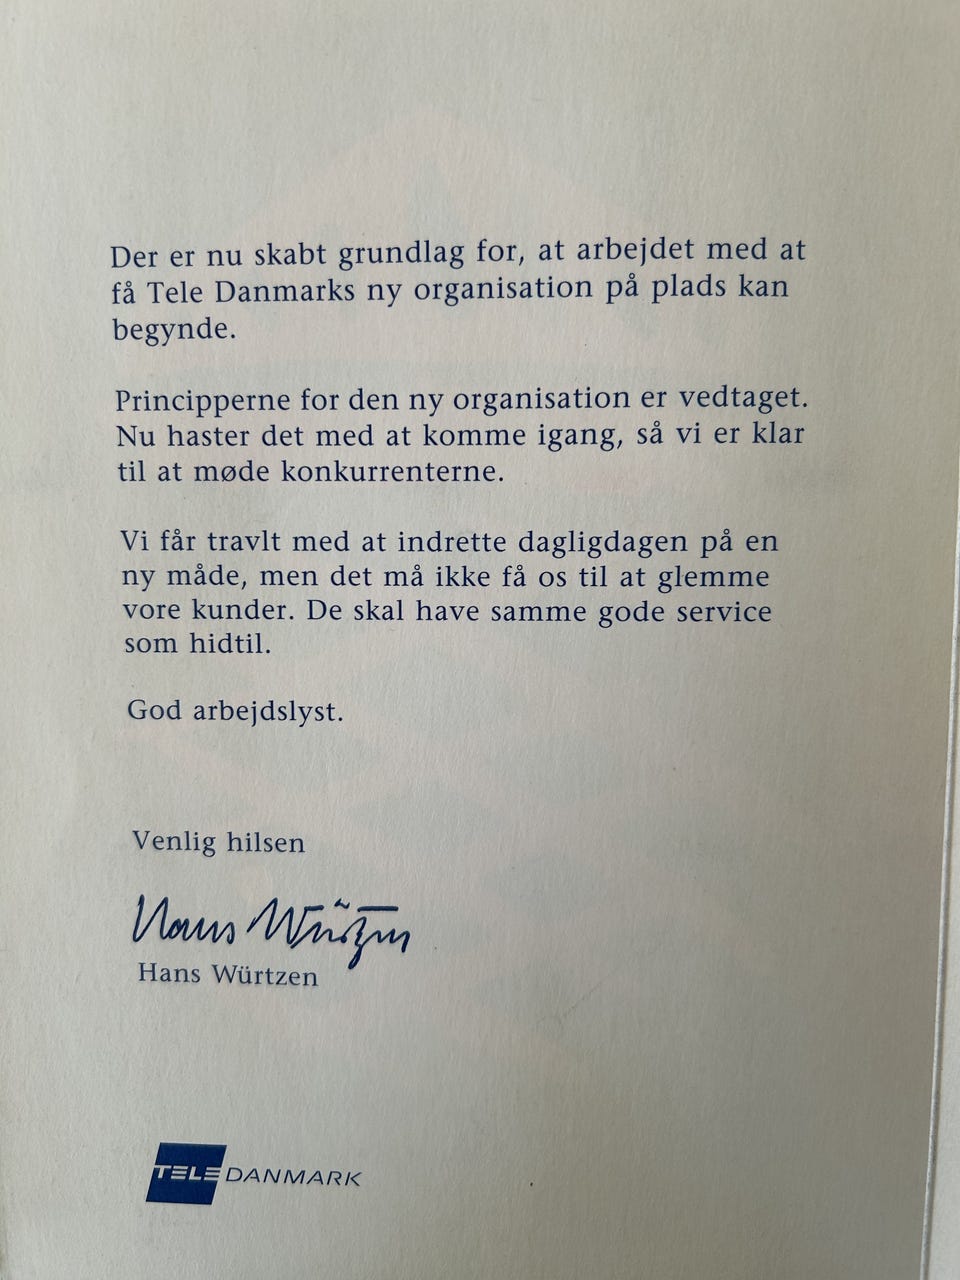 Der er nu skabt grundlag for, at arbejdet med at
få Tele Danmarks ny organisation på plads kan
begynde.
Principperne for den ny organisation er vedtaget.
Nu haster det med at komme igang, så vi er klar
til at møde konkurrenterne.
Vi får travlt med at indrette dagligdagen på en
ny måde, men det må ikke få os til at glemme
vore kunder. De skal have samme gode service
som hidtil.
God arbejdslyst.
Venlig hilsen
Hans Würtzen
Hans Würtzen
TELE DANMARK